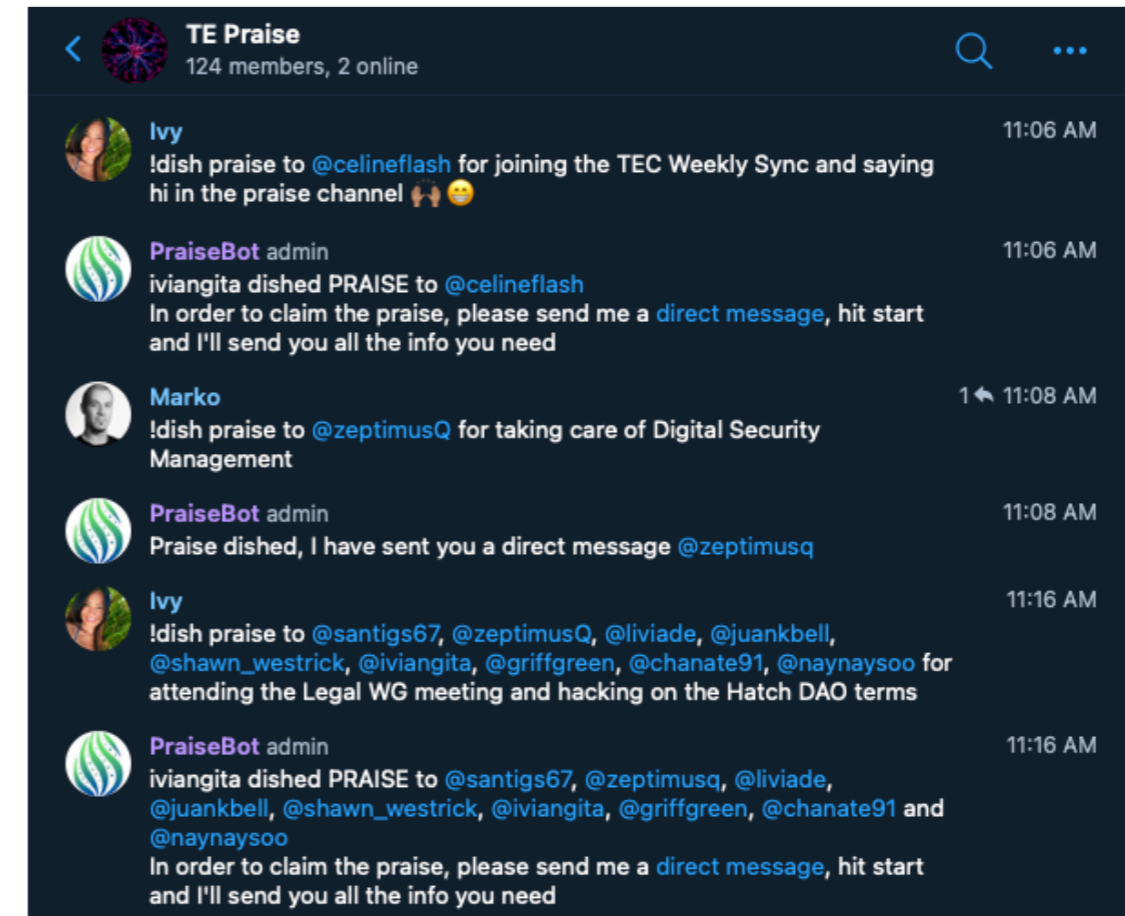 TE Praise
124 members, 2 online
Ivy 11:06 AM
!dish praise to @celineflash for joining the TEC Weekly Sync and saying
hi in the praise channel 🙌🏽 😁
PraiseBot admin 11:06 AM
iviangita dished PRAISE to @celineflash
In order to claim the praise, please send me a direct message, hit start
and I'll send you all the info you need
Marko 1 11:08 AM
!dish praise to @zeptimusQ for taking care of Digital Security
Management
PraiseBot admin 11:08 AM
Praise dished, I have sent you a direct message @zeptimusq
Ivy 11:16 AM
!dish praise to @santigs67, @zeptimusQ, @liviade, @juankbell,
@shawn_westrick, @iviangita, @griffgreen, @chanate91, @naynaysoo for
attending the Legal WG meeting and hacking on the Hatch DAO terms
PraiseBot admin 11:16 AM
iviangita dished PRAISE to @santigs67, @zeptimusq, @liviade,
@juankbell, @shawn_westrick, @iviangita, @griffgreen, @chanate91 and
@naynaysoo
In order to claim the praise, please send me a direct message, hit start
and I'll send you all the info you need